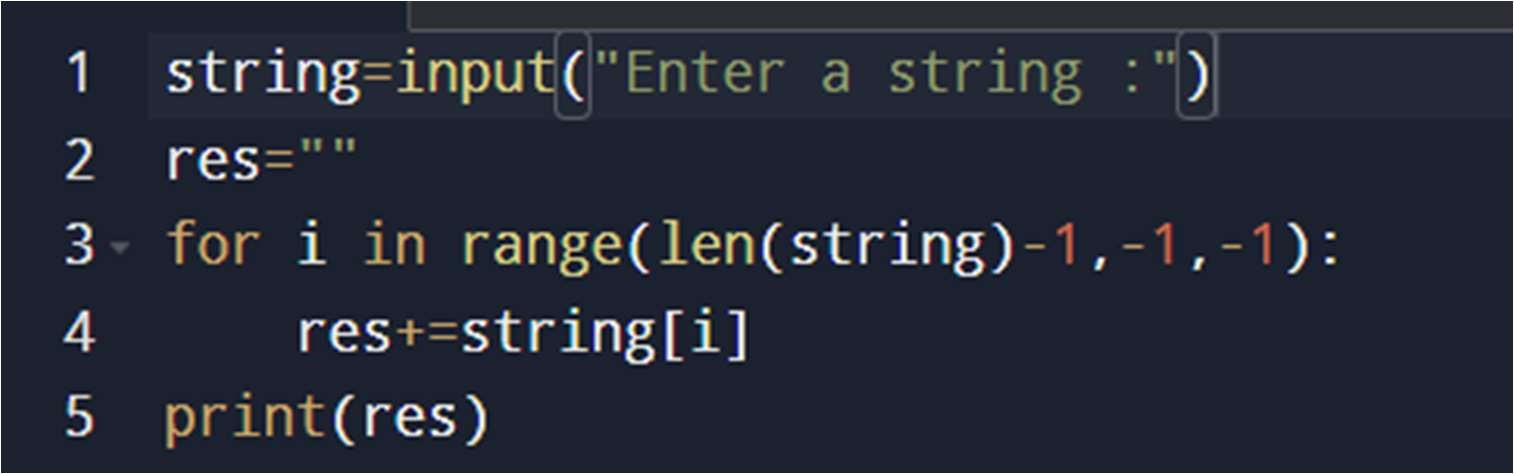 1 string=input("Enter a string :")
2 res=""
3 for i in range(len(string)-1,-1,-1):
4     res+=string[i]
5 print(res)